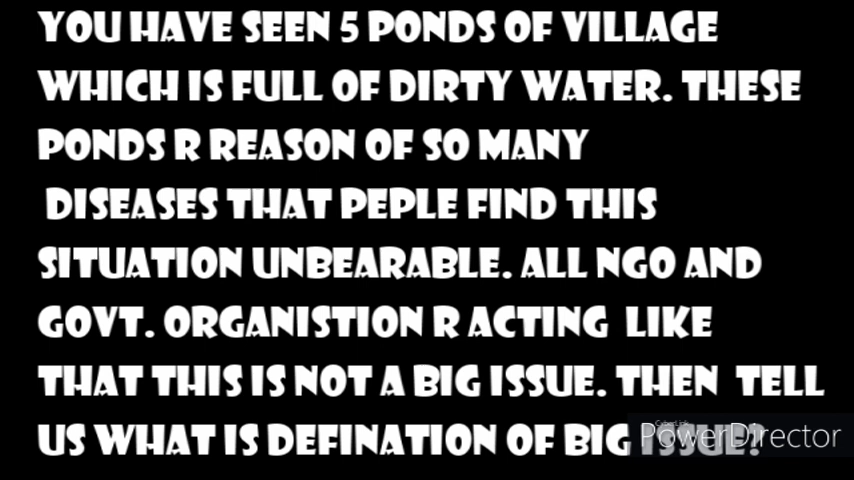 YOU HAVE SEEN 5 PONDS OF VILLAGE
WHICH IS FULL OF DIRTY WATER. THESE
PONDS R REASON OF SO MANY
DISEASES THAT PEPLE FIND THIS
SITUATION UNBEARABLE. ALL NGO AND
GOVT. ORGANISTION R ACTING LIKE
THAT THIS IS NOT A BIG ISSUE. THEN TELL
US WHAT IS DEFINATION OF BIG ISSUE?
CyberLink
PowerDirector